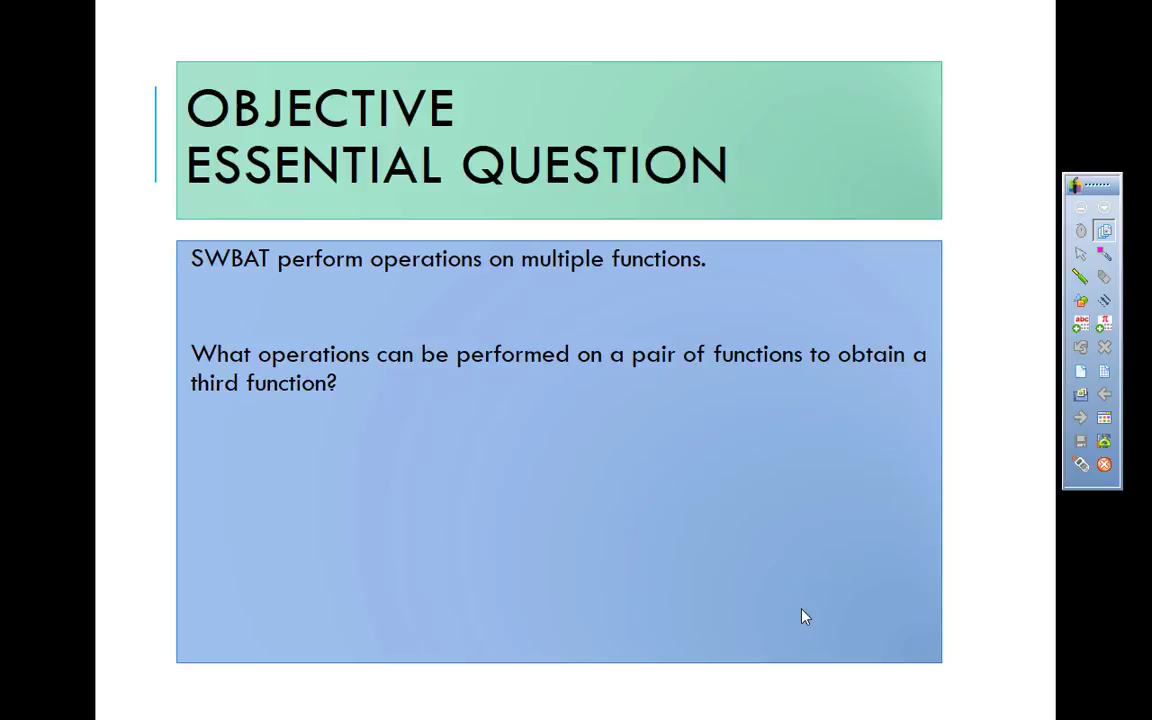 OBJECTIVE
ESSENTIAL QUESTION
SWBAT perform operations on multiple functions.
What operations can be performed on a pair of functions to obtain a
third function?
abc
π